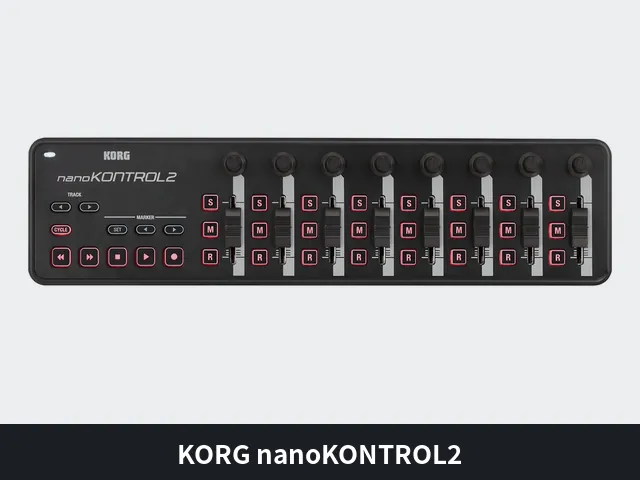 KORG
nanoKONTROL2
TRACK
MARKER
CYCLE SET
S S S S S S S S
M M M M M M M M
R R R R R R R R
KORG nanoKONTROL2